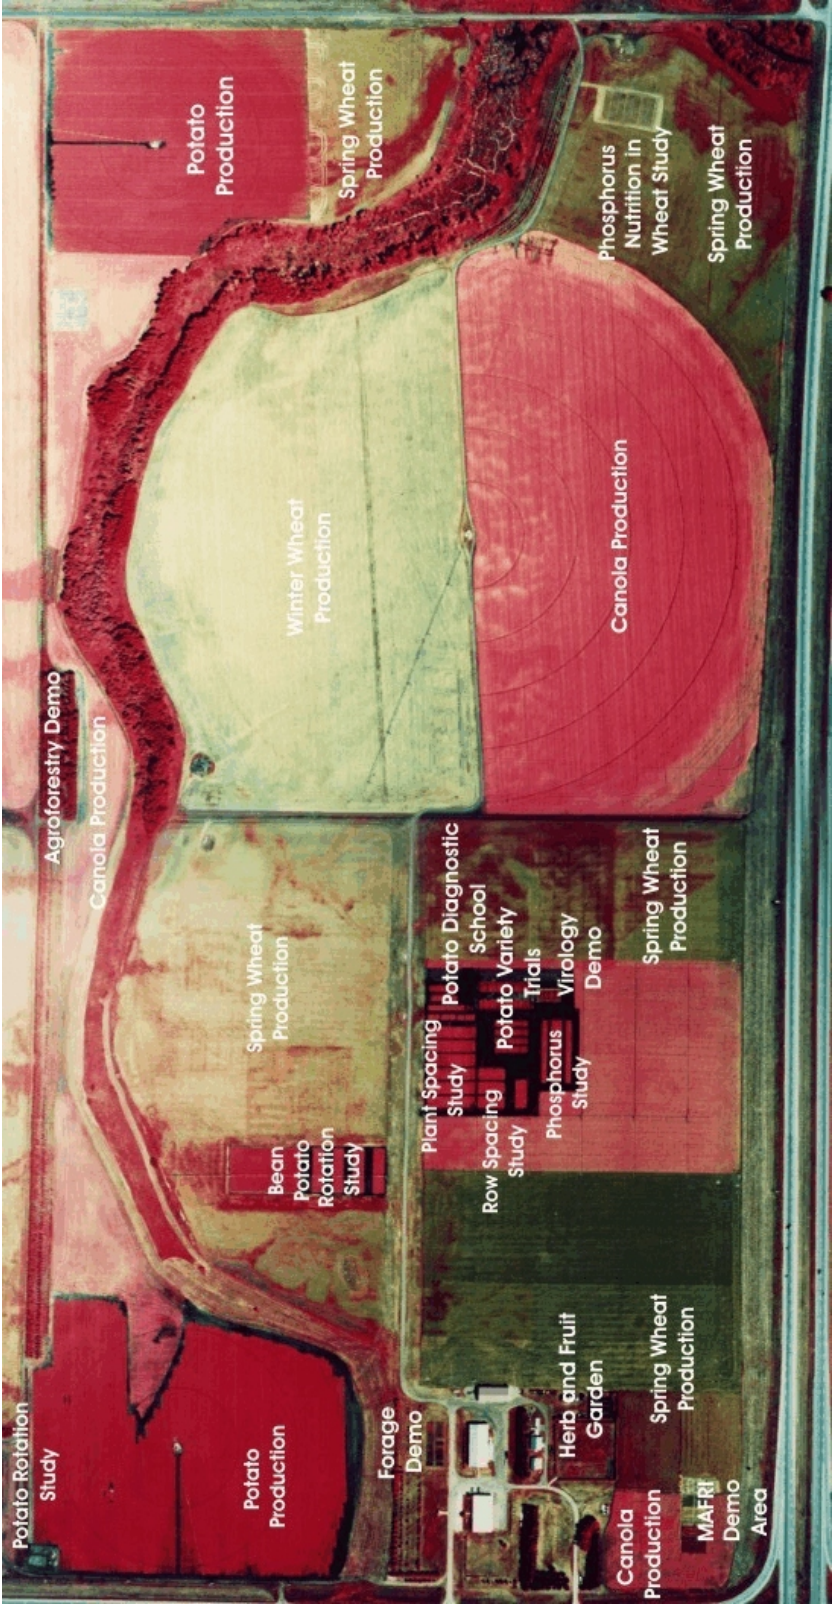 Potato
Production
Spring Wheat
Production
Phosphorus
Nutrition in
Wheat Study
Spring Wheat
Production
Winter Wheat
Production
Canola Production
Agroforestry Demo
Canola Production
Spring Wheat
Production
Potato Diagnostic
School
Potato Variety
Trials
Virology
Demo
Spring Wheat
Production
Plant Spacing
Study
Row Spacing
Study
Phosphorus
Study
Bean
Potato
Rotation
Study
Potato Rotation
Study
Potato
Production
Forage
Demo
Herb and Fruit
Garden
Spring Wheat
Production
Canola
Production
MAFRI
Demo
Area